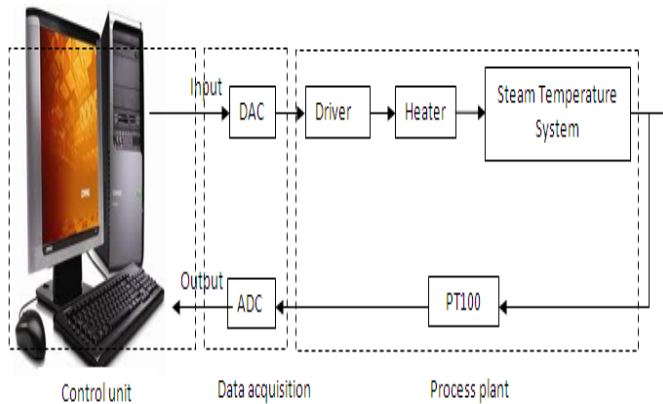 Input
DAC
Driver
Heater
Steam Temperature
System
Output
ADC
PT100
Control unit
Data acquisition
Process plant